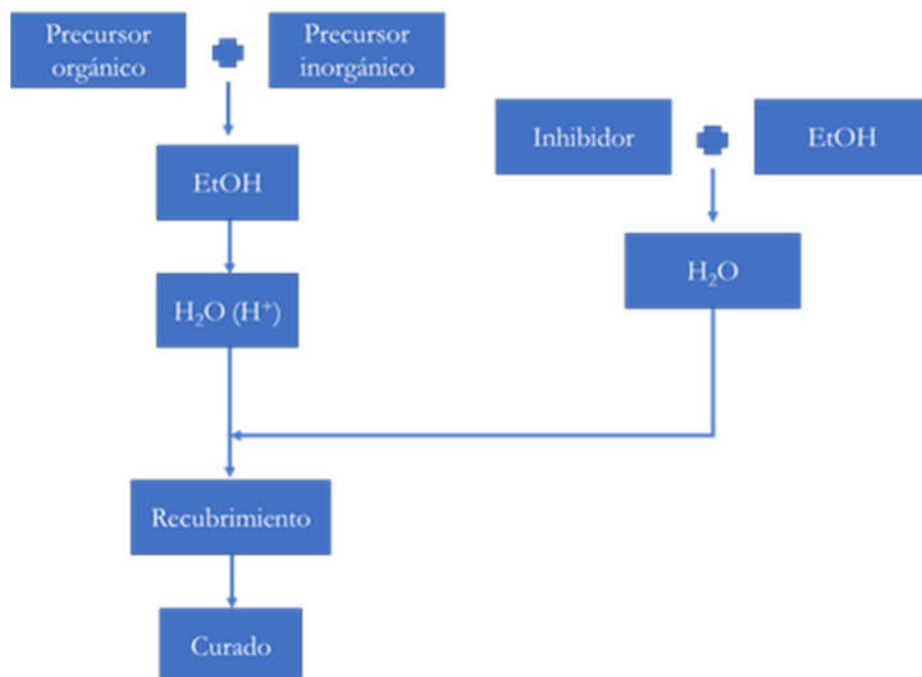 Precursor
orgánico
Precursor
inorgánico
Inhibidor
EtOH
EtOH
H₂O
H₂O (H⁺)
Recubrimiento
Curado